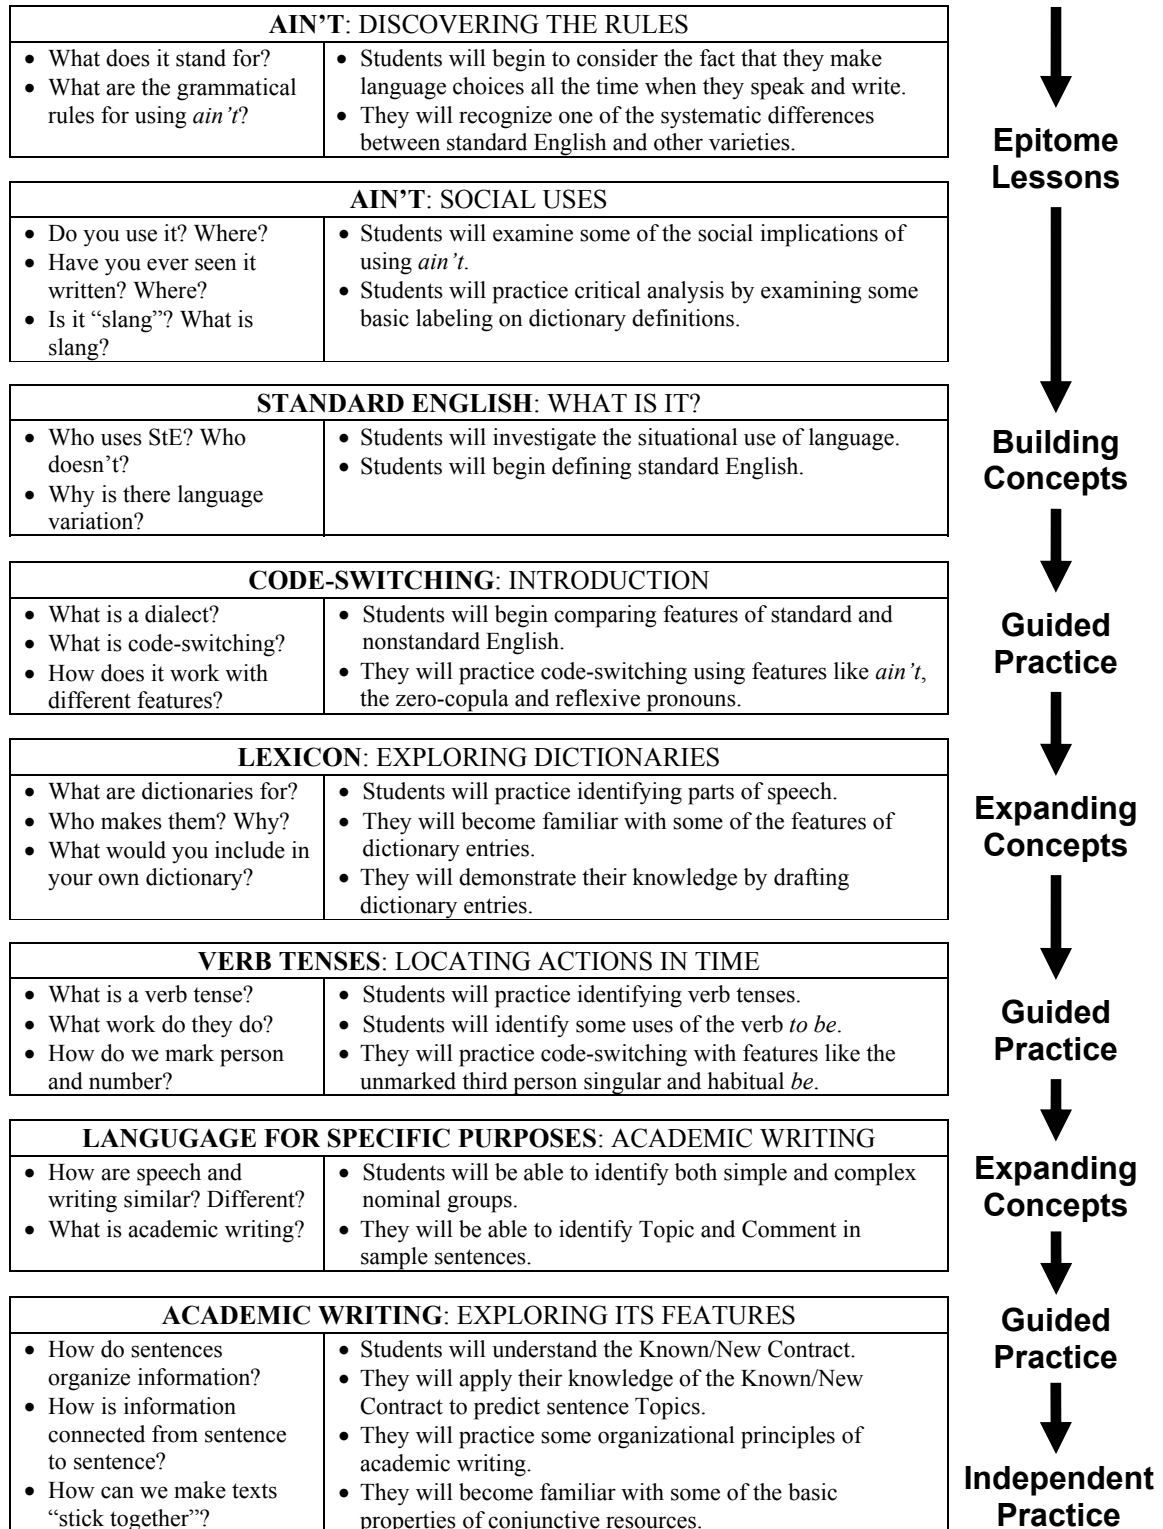 AIN'T: DISCOVERING THE RULES
• What does it stand for?
• What are the grammatical
rules for using ain't?
• Students will begin to consider the fact that they make
language choices all the time when they speak and write.
• They will recognize one of the systematic differences
between standard English and other varieties.
Epitome
Lessons
AIN'T: SOCIAL USES
• Do you use it? Where?
• Have you ever seen it
written? Where?
• Is it “slang”? What is
slang?
• Students will examine some of the social implications of
using ain't.
• Students will practice critical analysis by examining some
basic labeling on dictionary definitions.
STANDARD ENGLISH: WHAT IS IT?
• Who uses StE? Who
doesn't?
• Why is there language
variation?
• Students will investigate the situational use of language.
• Students will begin defining standard English.
Building
Concepts
CODE-SWITCHING: INTRODUCTION
• What is a dialect?
• What is code-switching?
• How does it work with
different features?
• Students will begin comparing features of standard and
nonstandard English.
• They will practice code-switching using features like ain't,
the zero-copula and reflexive pronouns.
Guided
Practice
LEXICON: EXPLORING DICTIONARIES
• What are dictionaries for?
• Who makes them? Why?
• What would you include in
your own dictionary?
• Students will practice identifying parts of speech.
• They will become familiar with some of the features of
dictionary entries.
• They will demonstrate their knowledge by drafting
dictionary entries.
Expanding
Concepts
VERB TENSES: LOCATING ACTIONS IN TIME
• What is a verb tense?
• What work do they do?
• How do we mark person
and number?
• Students will practice identifying verb tenses.
• Students will identify some uses of the verb to be.
• They will practice code-switching with features like the
unmarked third person singular and habitual be.
Guided
Practice
LANGUGAGE FOR SPECIFIC PURPOSES: ACADEMIC WRITING
• How are speech and
writing similar? Different?
• What is academic writing?
• Students will be able to identify both simple and complex
nominal groups.
• They will be able to identify Topic and Comment in
sample sentences.
Expanding
Concepts
ACADEMIC WRITING: EXPLORING ITS FEATURES
• How do sentences
organize information?
• How is information
connected from sentence
to sentence?
• How can we make texts
“stick together”?
• Students will understand the Known/New Contract.
• They will apply their knowledge of the Known/New
Contract to predict sentence Topics.
• They will practice some organizational principles of
academic writing.
• They will become familiar with some of the basic
properties of conjunctive resources.
Guided
Practice
Independent
Practice